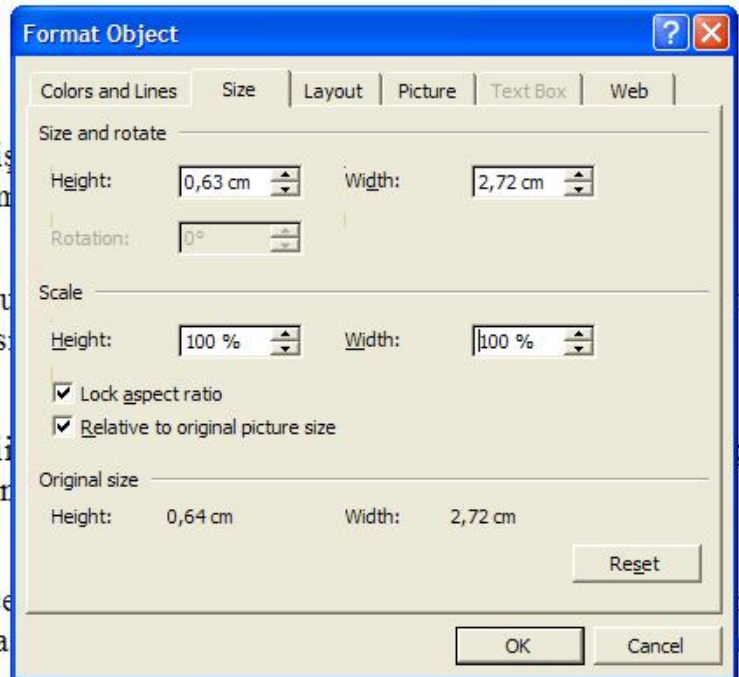 Format Object
Colors and Lines Size Layout Picture Text Box Web
Size and rotate
Height: 0,63 cm Width: 2,72 cm
Rotation: 0°
Scale
Height: 100 % Width: 100 %
Lock aspect ratio
Relative to original picture size
Original size
Height: 0,64 cm Width: 2,72 cm
Reset
OK Cancel